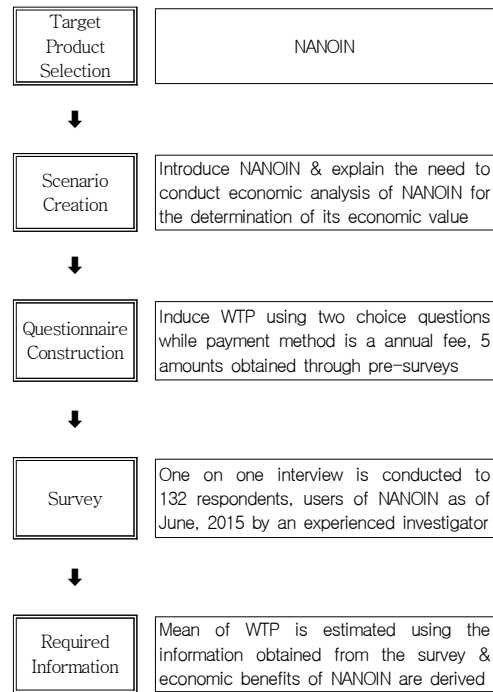 Target
Product
Selection
NANOIN
Scenario
Creation
Introduce NANOIN & explain the need to
conduct economic analysis of NANOIN for
the determination of its economic value
Questionnaire
Construction
Induce WTP using two choice questions
while payment method is a annual fee, 5
amounts obtained through pre-surveys
Survey
One on one interview is conducted to
132 respondents, users of NANOIN as of
June, 2015 by an experienced investigator
Required
Information
Mean of WTP is estimated using the
information obtained from the survey &
economic benefits of NANOIN are derived